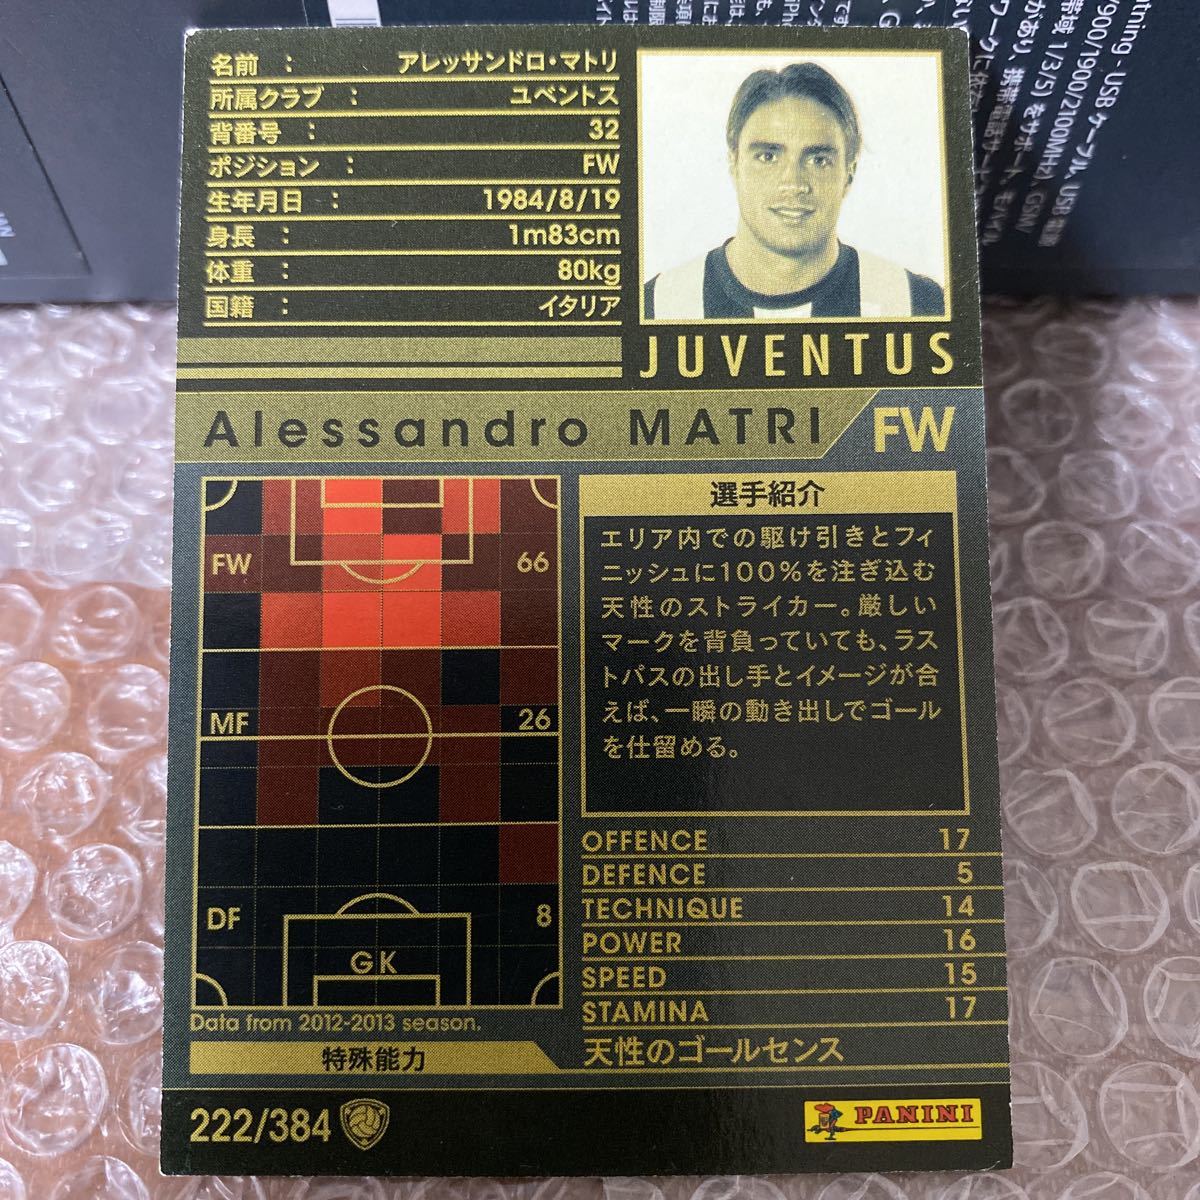 名前 : アレッサンドロ・マトリ
所属クラブ : ユベントス
背番号 : 32
ポジション : FW
生年月日 : 1984/8/19
身長 : 1m83cm
体重 : 80kg
国籍 : イタリア
JUVENTUS
Alessandro MATRI FW
FW 66
MF 26
DF 8
GK
Data from 2012-2013 season.
選手紹介
エリア内での駆け引きとフィ
ニッシュに100%を注ぎ込む
天性のストライカー。厳しい
マークを背負っていても、ラス
トパスの出し手とイメージが合
えば、一瞬の動き出しでゴール
を仕留める。
OFFENCE 17
DEFENCE 5
TECHNIQUE 14
POWER 16
SPEED 15
STAMINA 17
特殊能力 天性のゴールセンス
222/384
PANINI